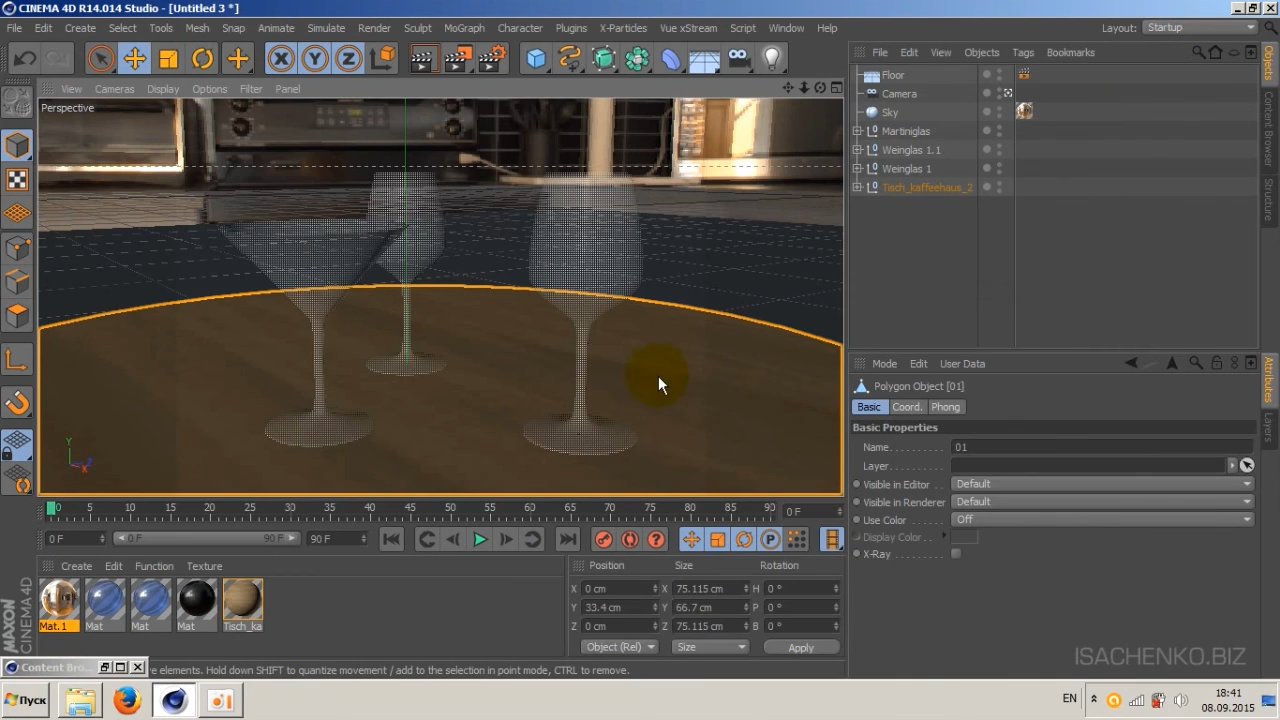 CINEMA 4D R14.014 Studio - [Untitled 3 *]
File Edit Create Select Tools Mesh Snap Animate Simulate Render Sculpt MoGraph Character Plugins X-Particles Vue xStream Script Window Help Layout: Startup
X Y Z
File Edit View Objects Tags Bookmarks
View Cameras Display Options Filter Panel
Perspective
Floor
Camera
Sky
Martiniglas
Weinglas 1.1
Weinglas 1
Tisch_kaffeehaus_2
Objects
Content Browser
Structure
Mode Edit User Data
Polygon Object [01]
Basic Coord. Phong
Basic Properties
Name 01
Layer
Visible in Editor Default
Visible in Renderer Default
Use Color Off
Display Color
X-Ray
Attributes
Layers
Y Z X
0 5 10 15 20 25 30 35 40 45 50 55 60 65 70 75 80 85 90 0 F
0 F 0 F 90 F 90 F
P
Create Edit Function Texture
Mat.1 Mat Mat Mat Tisch_ka
Position Size Rotation
X 0 cm X 75.115 cm H 0 °
Y 33.4 cm Y 66.7 cm P 0 °
Z 0 cm Z 75.115 cm B 0 °
Object (Rel) Size Apply
MAXON CINEMA4D
Content Bro...
ve elements. Hold down SHIFT to quantize movement / add to the selection in point mode, CTRL to remove.
ISACHENKO.BIZ
Пуск
EN
18:41
08.09.2015